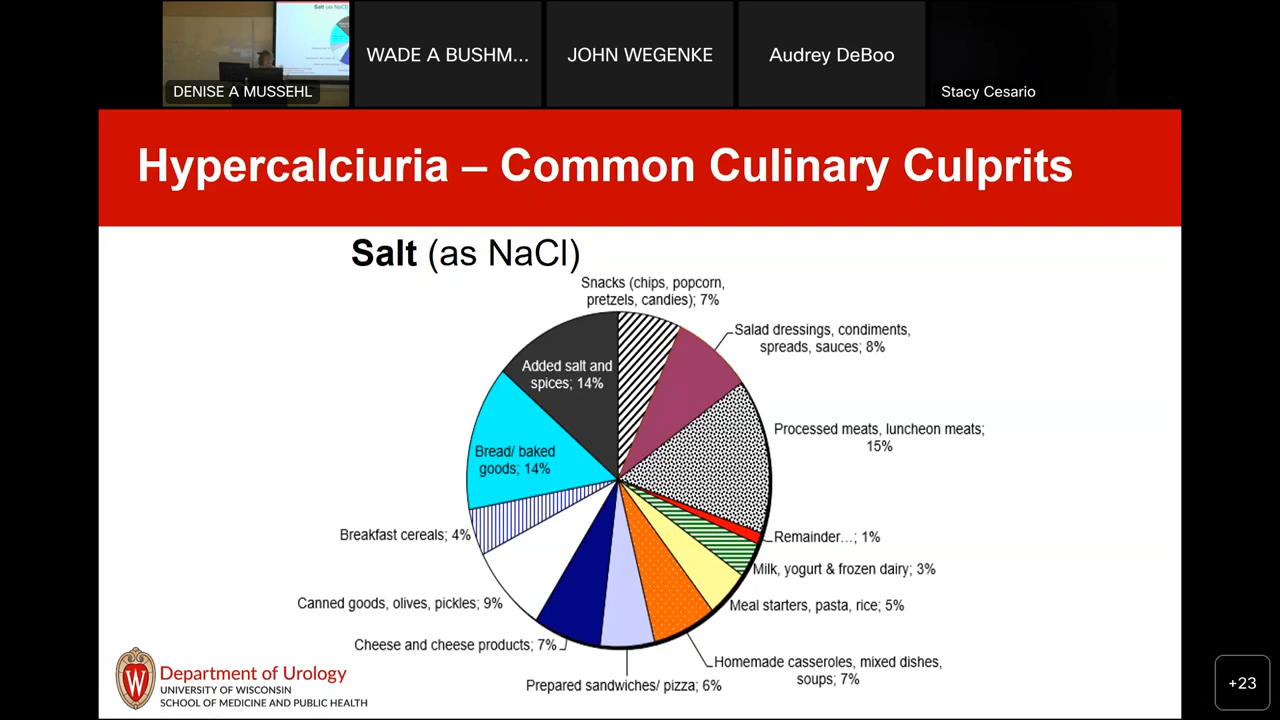 Salt (as NaCl)
DENISE A MUSSEHL
WADE A BUSHM...
JOHN WEGENKE
Audrey DeBoo
Stacy Cesario
Hypercalciuria – Common Culinary Culprits
Salt (as NaCl)
Snacks (chips, popcorn,
pretzels, candies); 7%
Salad dressings, condiments,
spreads, sauces; 8%
Added salt and
spices; 14%
Processed meats, luncheon meats;
15%
Bread/ baked
goods; 14%
Breakfast cereals; 4%
Remainder...; 1%
Milk, yogurt & frozen dairy; 3%
Canned goods, olives, pickles; 9%
Meal starters, pasta, rice; 5%
Cheese and cheese products; 7%
Homemade casseroles, mixed dishes,
soups; 7%
Prepared sandwiches/ pizza; 6%
W
Department of Urology
UNIVERSITY OF WISCONSIN
SCHOOL OF MEDICINE AND PUBLIC HEALTH
+23